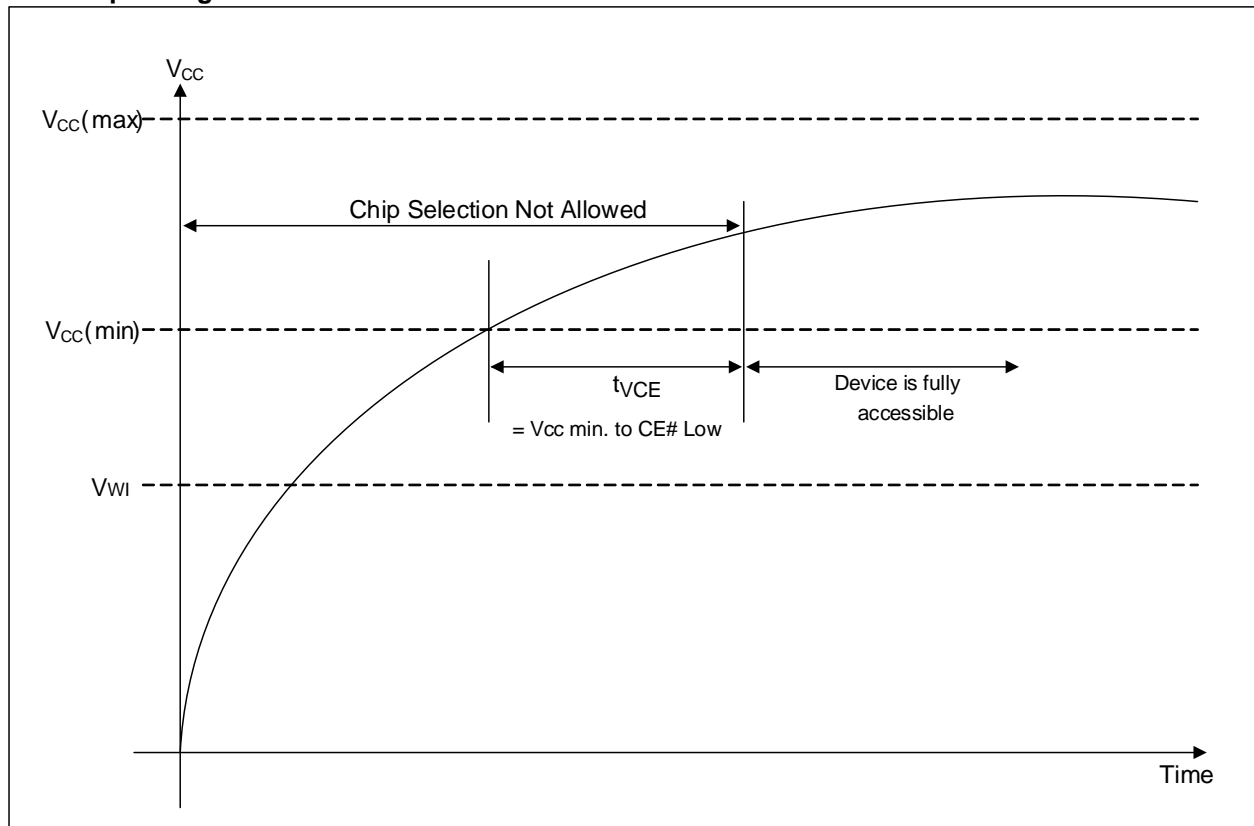 VCC
VCC(max)
Chip Selection Not Allowed
VCC(min)
tVCE
= Vcc min. to CE# Low
Device is fully
accessible
VWI
Time